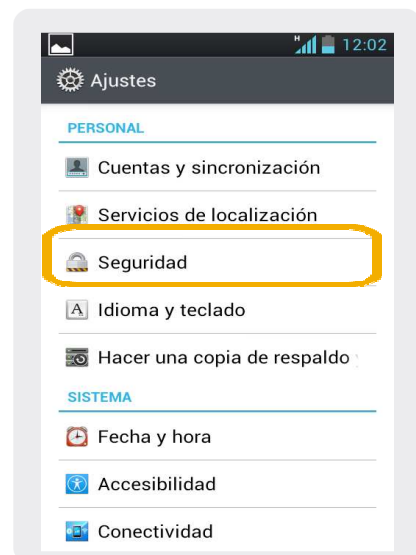 H 12:02
Ajustes
PERSONAL
Cuentas y sincronización
Servicios de localización
Seguridad
A Idioma y teclado
Hacer una copia de respaldo
SISTEMA
Fecha y hora
Accesibilidad
Conectividad